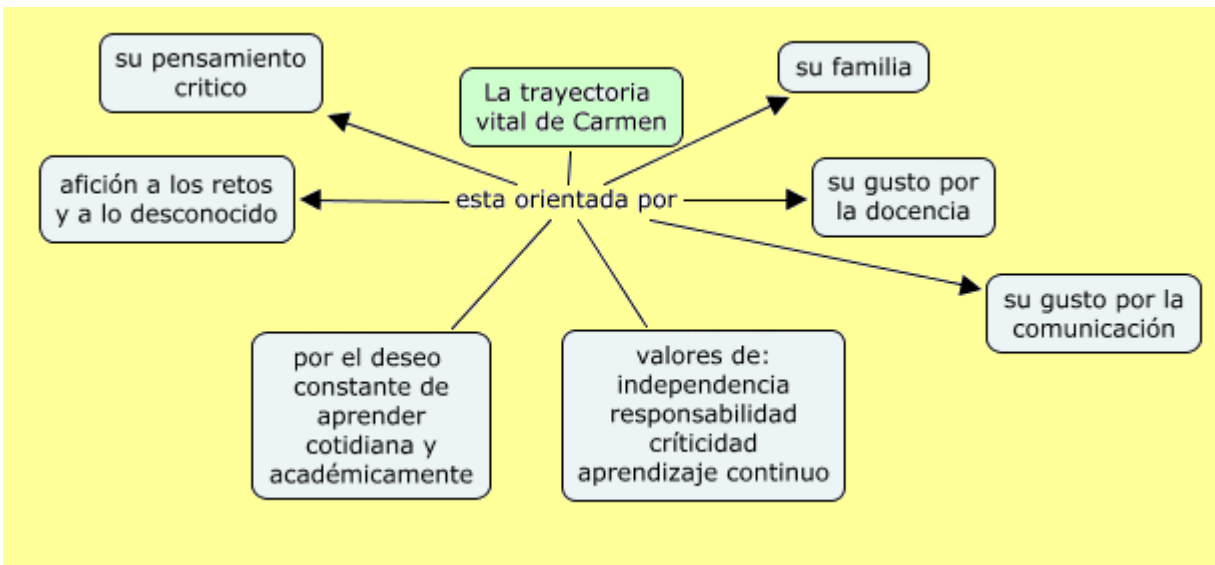 su pensamiento
critico
La trayectoria
vital de Carmen
su familia
afición a los retos
y a lo desconocido
esta orientada por
su gusto por
la docencia
su gusto por la
comunicación
por el deseo
constante de
aprender
cotidiana y
académicamente
valores de:
independencia
responsabilidad
críticidad
aprendizaje continuo